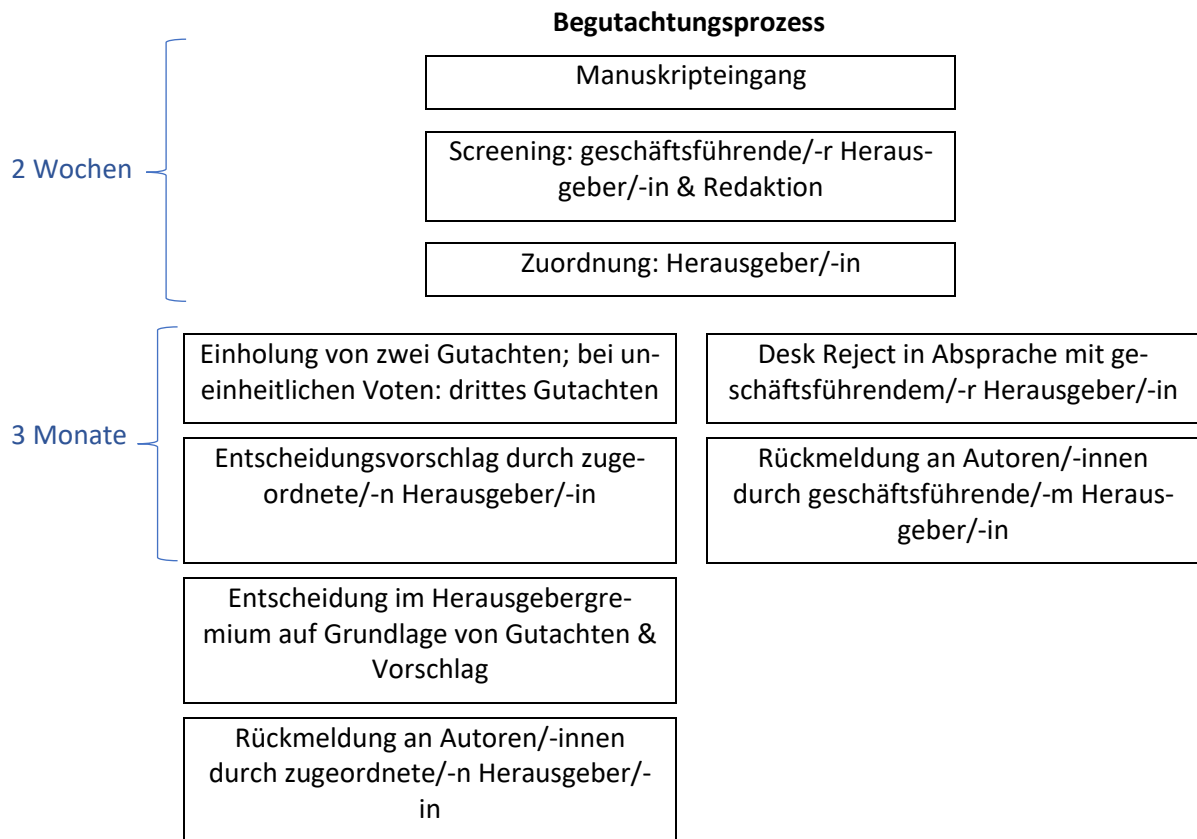 Begutachtungsprozess
Manuskripteingang
2 Wochen
Screening: geschäftsführende/-r Heraus-
geber/-in & Redaktion
Zuordnung: Herausgeber/-in
3 Monate
Einholung von zwei Gutachten; bei un-
einheitlichen Voten: drittes Gutachten
Desk Reject in Absprache mit ge-
schäftsführendem/-r Herausgeber/-in
Entscheidungsvorschlag durch zuge-
ordnete/-n Herausgeber/-in
Rückmeldung an Autoren/-innen
durch geschäftsführende/-m Heraus-
geber/-in
Entscheidung im Herausgebergre-
mium auf Grundlage von Gutachten &
Vorschlag
Rückmeldung an Autoren/-innen
durch zugeordnete/-n Herausgeber/-
in